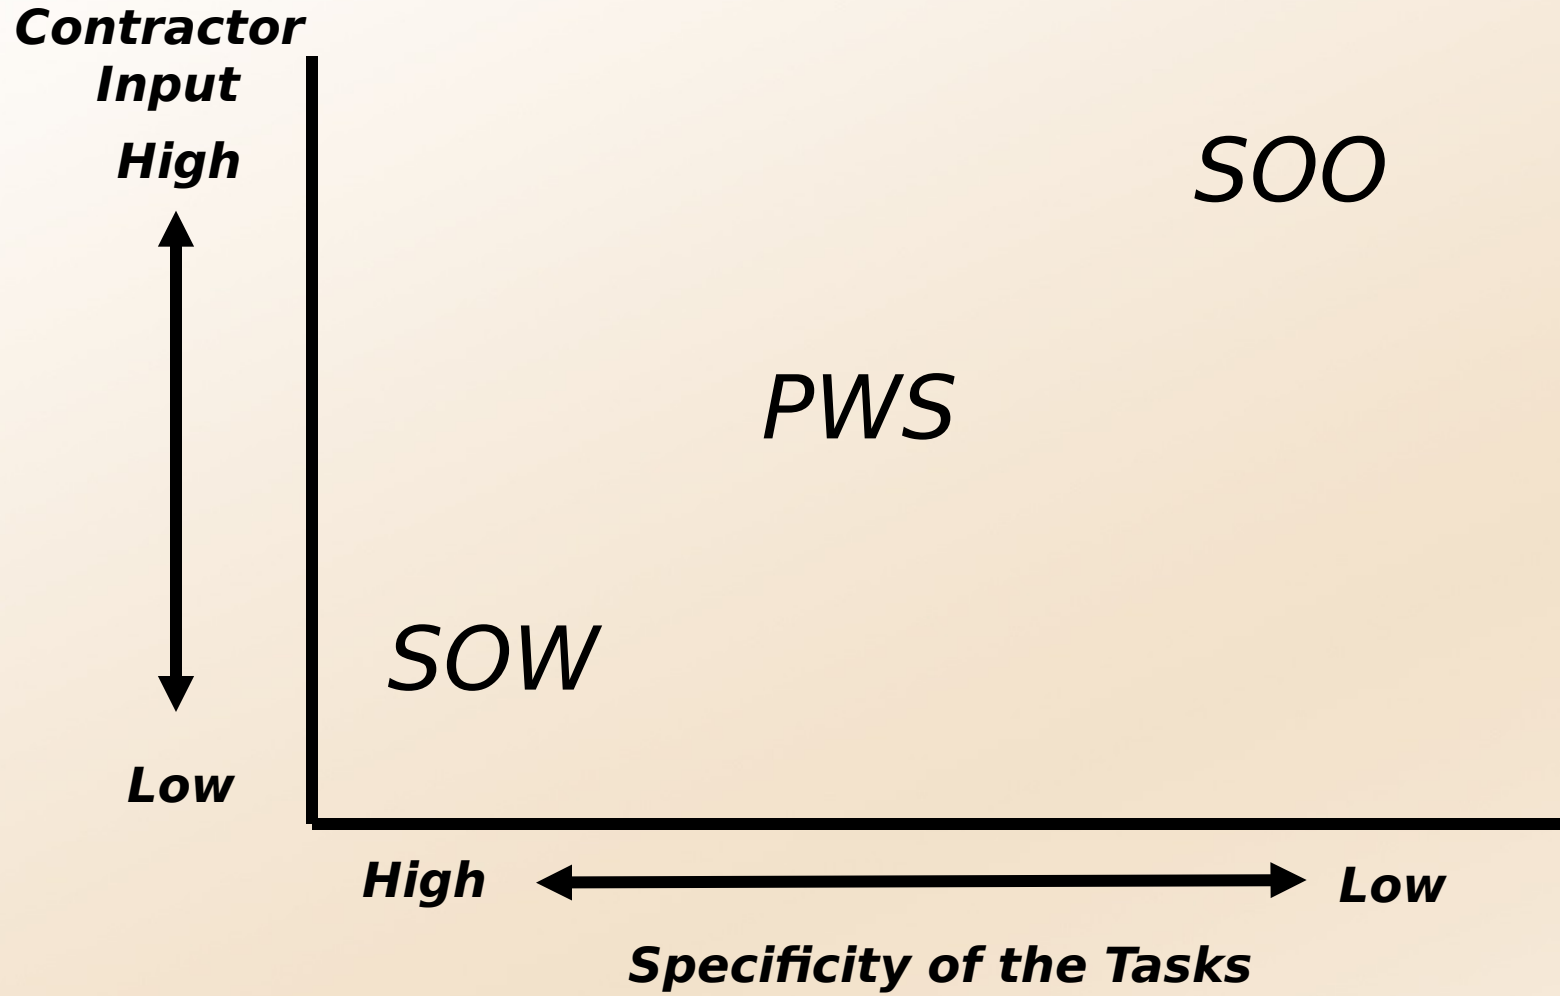 Contractor
Input
High
SOO
PWS
SOW
Low
High
Low
Specificity of the Tasks